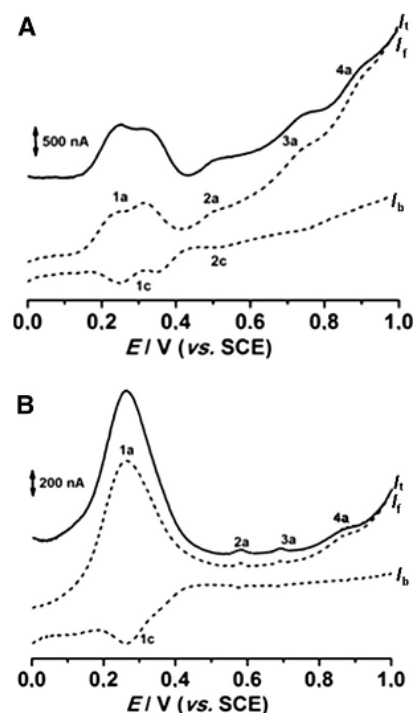 A
500 nA
1a
2a
3a
4a
I_t
I_f
I_b
1c
2c
0.0 0.2 0.4 0.6 0.8 1.0
E / V (vs. SCE)
B
200 nA
1a
2a
3a
4a
I_t
I_f
I_b
1c
0.0 0.2 0.4 0.6 0.8 1.0
E / V (vs. SCE)